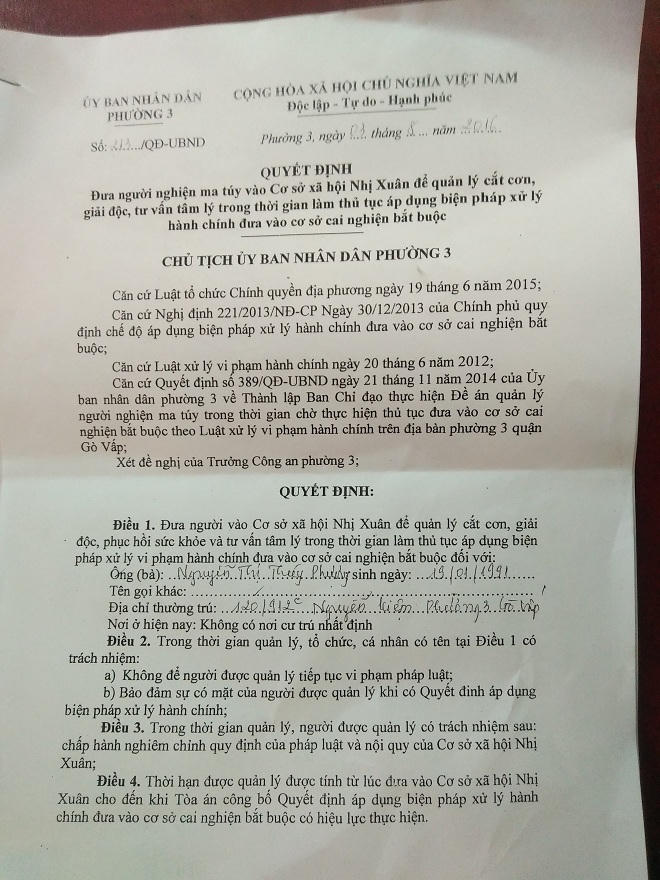 ỦY BAN NHÂN DÂN
PHƯỜNG 3
CỘNG HÒA XÃ HỘI CHỦ NGHĨA VIỆT NAM
Độc lập - Tự do - Hạnh phúc
Số: 213.../QĐ-UBND
Phường 3, ngày 03 tháng 8... năm 2016
QUYẾT ĐỊNH
Đưa người nghiện ma túy vào Cơ sở xã hội Nhị Xuân để quản lý cắt cơn,
giải độc, tư vấn tâm lý trong thời gian làm thủ tục áp dụng biện pháp xử lý
hành chính đưa vào cơ sở cai nghiện bắt buộc
CHỦ TỊCH ỦY BAN NHÂN DÂN PHƯỜNG 3
Căn cứ Luật tổ chức Chính quyền địa phương ngày 19 tháng 6 năm 2015;
Căn cứ Nghị định 221/2013/NĐ-CP Ngày 30/12/2013 của Chính phủ quy
định chế độ áp dụng biện pháp xử lý hành chính đưa vào cơ sở cai nghiện bắt
buộc;
Căn cứ Luật xử lý vi phạm hành chính ngày 20 tháng 6 năm 2012;
Căn cứ Quyết định số 389/QĐ-UBND ngày 21 tháng 11 năm 2014 của Ủy
ban nhân dân phường 3 về Thành lập Ban Chỉ đạo thực hiện Đề án quản lý
người nghiện ma túy trong thời gian chờ thực hiện thủ tục đưa vào cơ sở cai
nghiện bắt buộc theo Luật xử lý vi phạm hành chính trên địa bàn phường 3 quận
Gò Vấp;
Xét đề nghị của Trưởng Công an phường 3;
QUYẾT ĐỊNH:
Điều 1. Đưa người vào Cơ sở xã hội Nhị Xuân để quản lý cắt cơn, giải
độc, phục hồi sức khỏe và tư vấn tâm lý trong thời gian làm thủ tục áp dụng biện
pháp xử lý vi phạm hành chính đưa vào cơ sở cai nghiện bắt buộc đối với:
Ông (bà): Nguyễn Thị Thúy Phượng sinh ngày: 19/01/1991
Tên gọi khác:
Địa chỉ thường trú: 120/912C Nguyễn Kiệm Phường 3 Gò Vấp
Nơi ở hiện nay: Không có nơi cư trú nhất định
Điều 2. Trong thời gian quản lý, tổ chức, cá nhân có tên tại Điều 1 có
trách nhiệm:
a) Không để người được quản lý tiếp tục vi phạm pháp luật;
b) Bảo đảm sự có mặt của người được quản lý khi có Quyết đinh áp dụng
biện pháp xử lý hành chính;
Điều 3. Trong thời gian quản lý, người được quản lý có trách nhiệm sau:
chấp hành nghiêm chỉnh quy định của pháp luật và nội quy của Cơ sở xã hội Nhị
Xuân;
Điều 4. Thời hạn được quản lý được tính từ lúc đưa vào Cơ sở xã hội Nhị
Xuân cho đến khi Tòa án công bố Quyết định áp dụng biện pháp xử lý hành
chính đưa vào cơ sở cai nghiện bắt buộc có hiệu lực thực hiện.